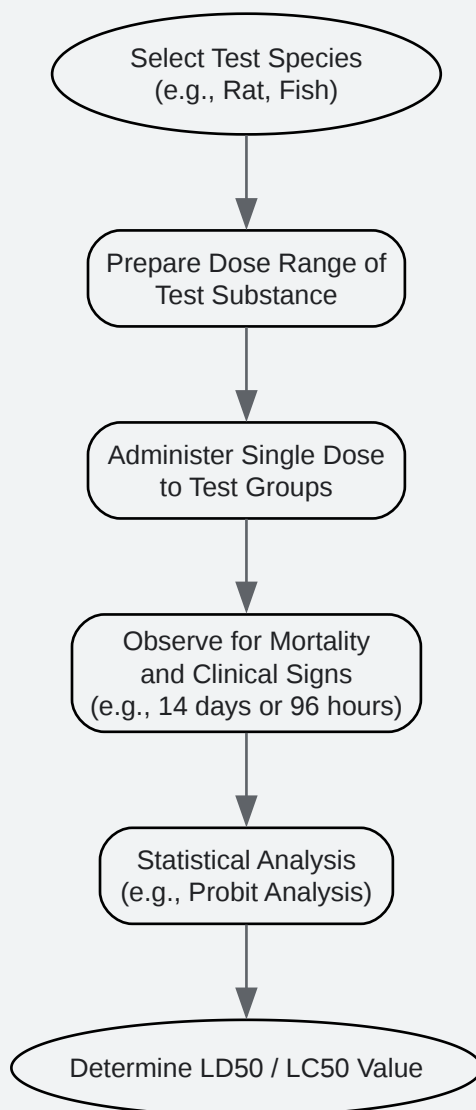 Select Test Species
(e.g., Rat, Fish)
Prepare Dose Range of
Test Substance
Administer Single Dose
to Test Groups
Observe for Mortality
and Clinical Signs
(e.g., 14 days or 96 hours)
Statistical Analysis
(e.g., Probit Analysis)
Determine LD50 / LC50 Value